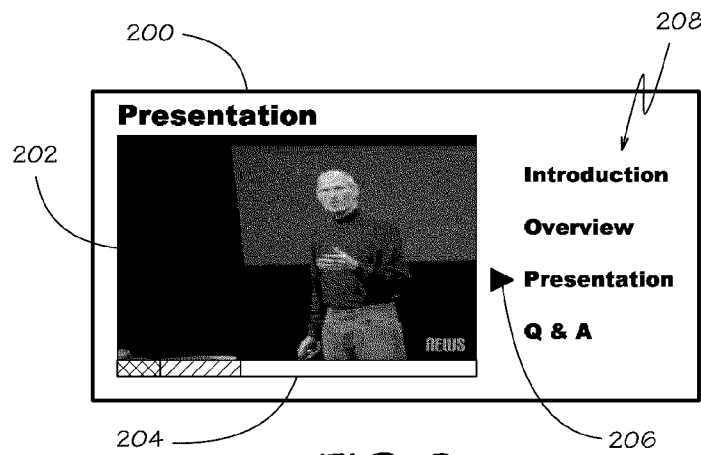 200
208
Presentation
202
Introduction
Overview
Presentation
Q & A
NEWS
204
206